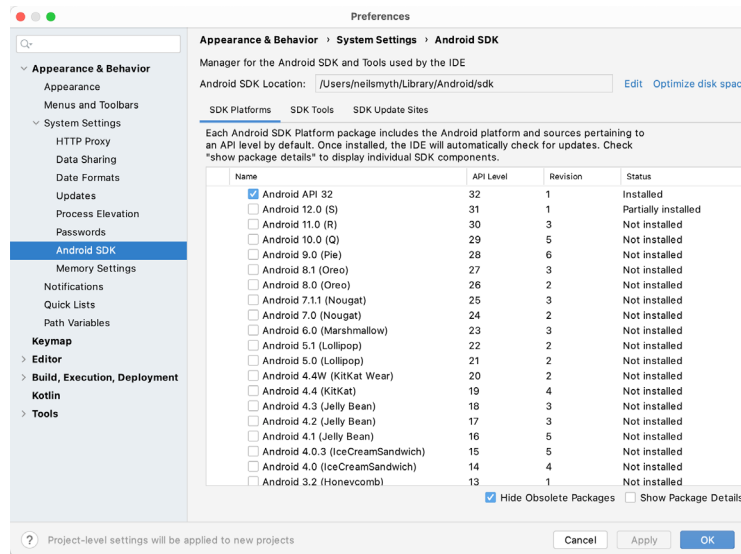 Preferences
Appearance & Behavior › System Settings › Android SDK
Manager for the Android SDK and Tools used by the IDE
Android SDK Location: /Users/neilsmyth/Library/Android/sdk Edit Optimize disk spac
Appearance & Behavior
Appearance
Menus and Toolbars
System Settings
HTTP Proxy
Data Sharing
Date Formats
Updates
Process Elevation
Passwords
Android SDK
Memory Settings
Notifications
Quick Lists
Path Variables
Keymap
Editor
Build, Execution, Deployment
Kotlin
Tools
SDK Platforms SDK Tools SDK Update Sites
Each Android SDK Platform package includes the Android platform and sources pertaining to
an API level by default. Once installed, the IDE will automatically check for updates. Check
"show package details" to display individual SDK components.
Name API Level Revision Status
Android API 32 32 1 Installed
Android 12.0 (S) 31 1 Partially installed
Android 11.0 (R) 30 3 Not installed
Android 10.0 (Q) 29 5 Not installed
Android 9.0 (Pie) 28 6 Not installed
Android 8.1 (Oreo) 27 3 Not installed
Android 8.0 (Oreo) 26 2 Not installed
Android 7.1.1 (Nougat) 25 3 Not installed
Android 7.0 (Nougat) 24 2 Not installed
Android 6.0 (Marshmallow) 23 3 Not installed
Android 5.1 (Lollipop) 22 2 Not installed
Android 5.0 (Lollipop) 21 2 Not installed
Android 4.4W (KitKat Wear) 20 2 Not installed
Android 4.4 (KitKat) 19 4 Not installed
Android 4.3 (Jelly Bean) 18 3 Not installed
Android 4.2 (Jelly Bean) 17 3 Not installed
Android 4.1 (Jelly Bean) 16 5 Not installed
Android 4.0.3 (IceCreamSandwich) 15 5 Not installed
Android 4.0 (IceCreamSandwich) 14 4 Not installed
Android 3.2 (Honeycomb) 13 1 Not installed
Hide Obsolete Packages Show Package Details
? Project-level settings will be applied to new projects
Cancel Apply OK